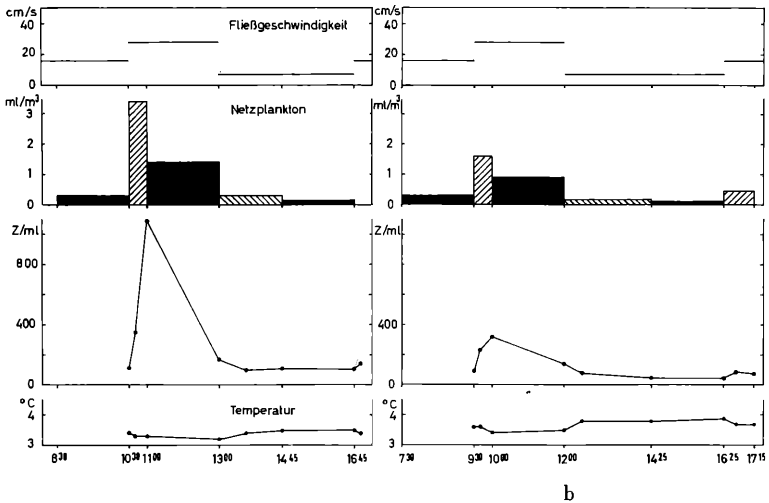 cm/s
40
20
0
Fließgeschwindigkeit
cm/s
40
20
0
ml/m³
3
2
1
0
Netzplankton
ml/m³
3
2
1
0
Z/ml
800
400
0
Z/ml
400
0
°C
4
3
Temperatur
°C
4
3
8³⁰ 10³⁰ 11⁰⁰ 13⁰⁰ 14⁴⁵ 16⁴⁵
7³⁰ 9³⁰ 10⁰⁰ 12⁰⁰ 14²⁵ 16²⁵ 17¹⁵
b